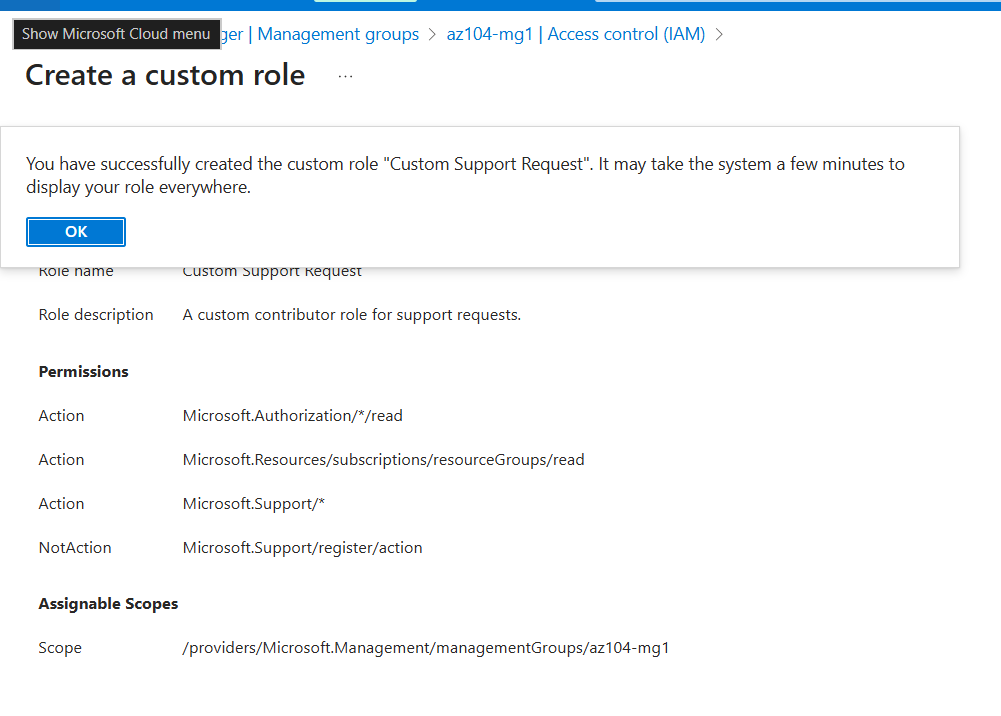 Show Microsoft Cloud menu ger | Management groups > az104-mg1 | Access control (IAM) >
Create a custom role ...
You have successfully created the custom role "Custom Support Request". It may take the system a few minutes to
display your role everywhere.
OK
Role name Custom Support Request
Role description A custom contributor role for support requests.
Permissions
Action Microsoft.Authorization/*/read
Action Microsoft.Resources/subscriptions/resourceGroups/read
Action Microsoft.Support/*
NotAction Microsoft.Support/register/action
Assignable Scopes
Scope /providers/Microsoft.Management/managementGroups/az104-mg1